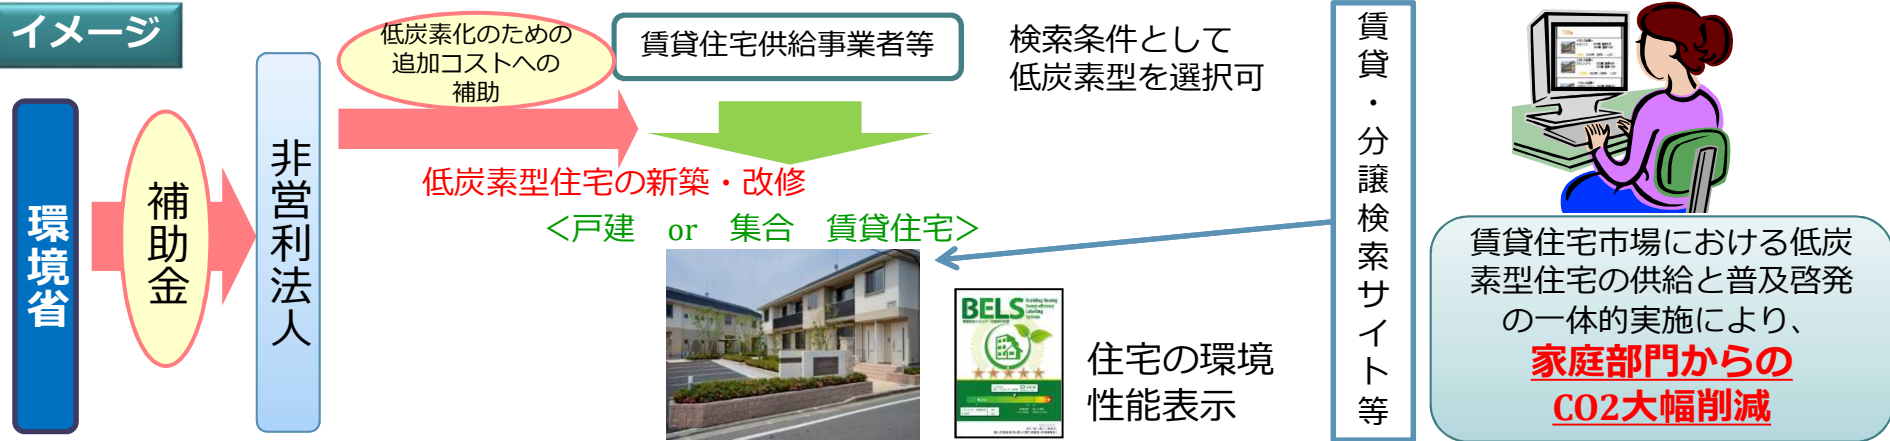 イメージ
環境省
補助金
非営利法人
低炭素化のための
追加コストへの
補助
賃貸住宅供給事業者等
低炭素型住宅の新築・改修
<戸建　or　集合　賃貸住宅>
BELS
Building-Housing
Energy-efficiency
Labeling
System
住宅の環境
性能表示
検索条件として
低炭素型を選択可
賃貸・分譲検索サイト等
賃貸住宅市場における低炭
素型住宅の供給と普及啓発
の一体的実施により、
家庭部門からの
CO2大幅削減